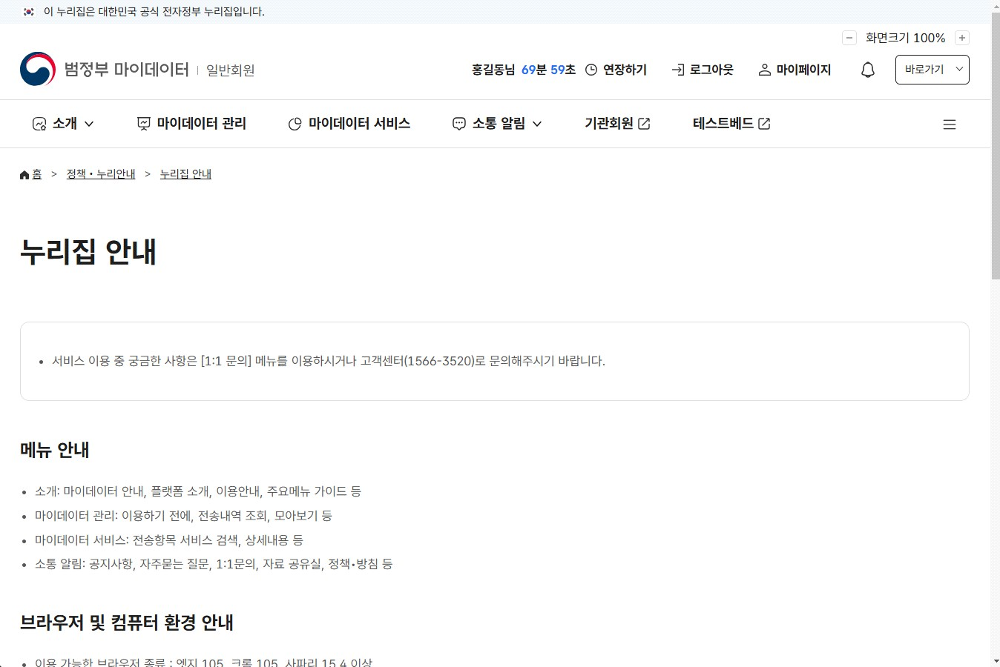 이 누리집은 대한민국 공식 전자정부 누리집입니다.
화면크기 100%
범정부 마이데이터 일반회원
홍길동님 69분 59초 연장하기 로그아웃 마이페이지 바로가기
소개 마이데이터 관리 마이데이터 서비스 소통 알림 기관회원 테스트베드
홈 > 정책・누리안내 > 누리집 안내
누리집 안내
• 서비스 이용 중 궁금한 사항은 [1:1 문의] 메뉴를 이용하시거나 고객센터(1566-3520)로 문의해주시기 바랍니다.
메뉴 안내
• 소개: 마이데이터 안내, 플랫폼 소개, 이용안내, 주요메뉴 가이드 등
• 마이데이터 관리: 이용하기 전에, 전송내역 조회, 모아보기 등
• 마이데이터 서비스: 전송항목 서비스 검색, 상세내용 등
• 소통 알림: 공지사항, 자주묻는 질문, 1:1문의, 자료 공유실, 정책•방침 등
브라우저 및 컴퓨터 환경 안내
• 이용 가능한 브라우저 종류 : 엣지 105, 크롬 105, 사파리 15.4 이상